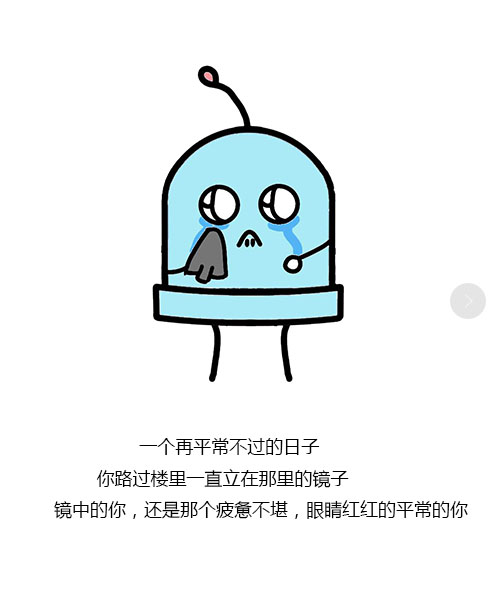 一个再平常不过的日子
你路过楼里一直立在那里的镜子
镜中的你，还是那个疲惫不堪，眼睛红红的平常的你